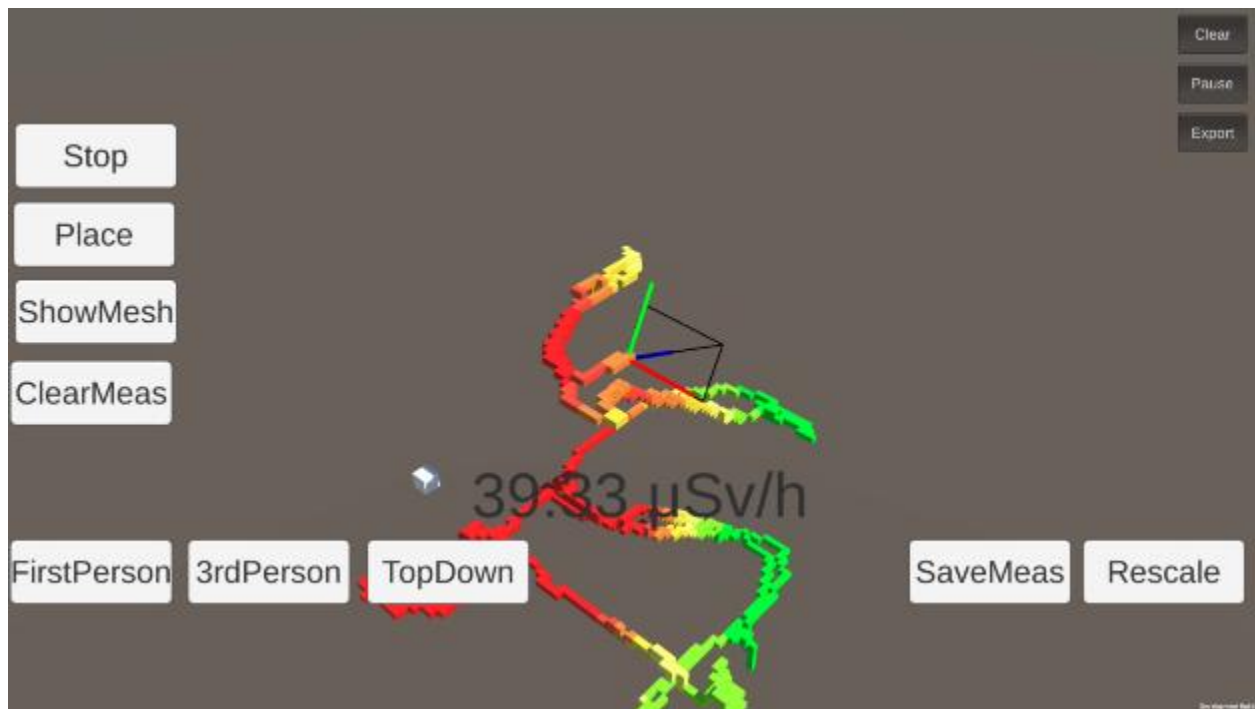 Clear
Pause
Export
Stop
Place
ShowMesh
ClearMeas
39.33 µSv/h
FirstPerson
3rdPerson
TopDown
SaveMeas
Rescale